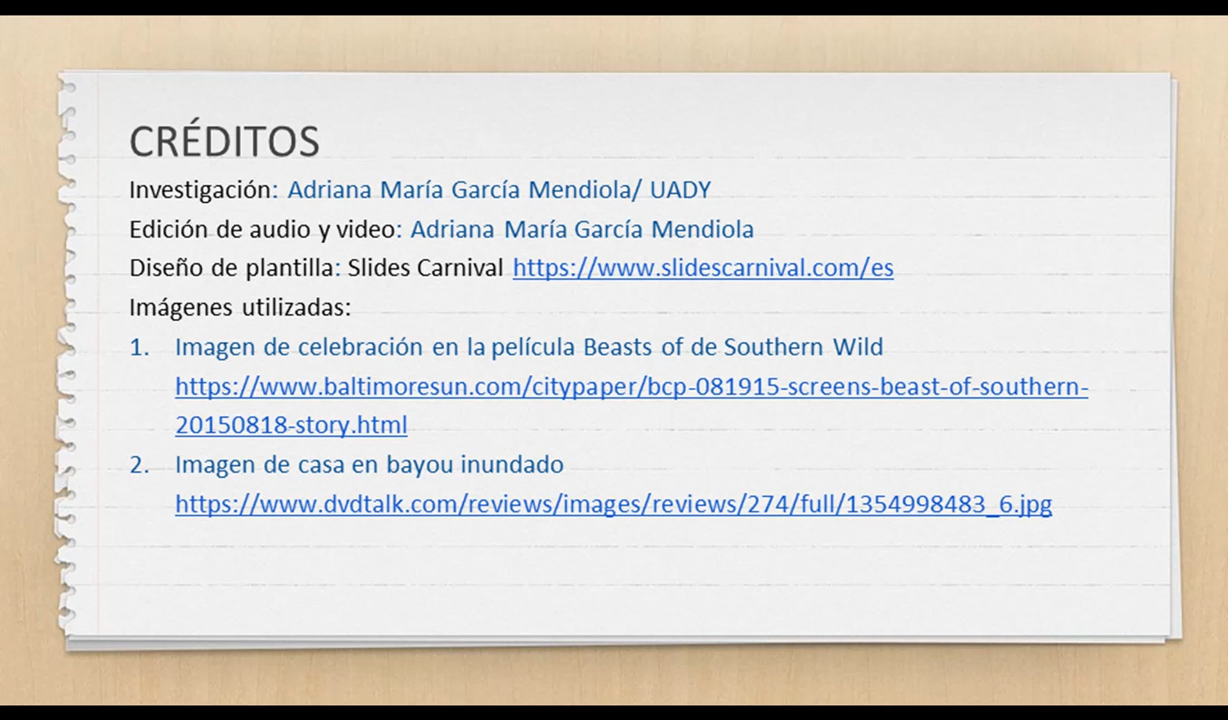 CRÉDITOS
Investigación: Adriana María García Mendiola/ UADY
Edición de audio y video: Adriana María García Mendiola
Diseño de plantilla: Slides Carnival https://www.slidescarnival.com/es
Imágenes utilizadas:
1. Imagen de celebración en la película Beasts of de Southern Wild
https://www.baltimoresun.com/citypaper/bcp-081915-screens-beast-of-southern-
20150818-story.html
2. Imagen de casa en bayou inundado
https://www.dvdtalk.com/reviews/images/reviews/274/full/1354998483_6.jpg